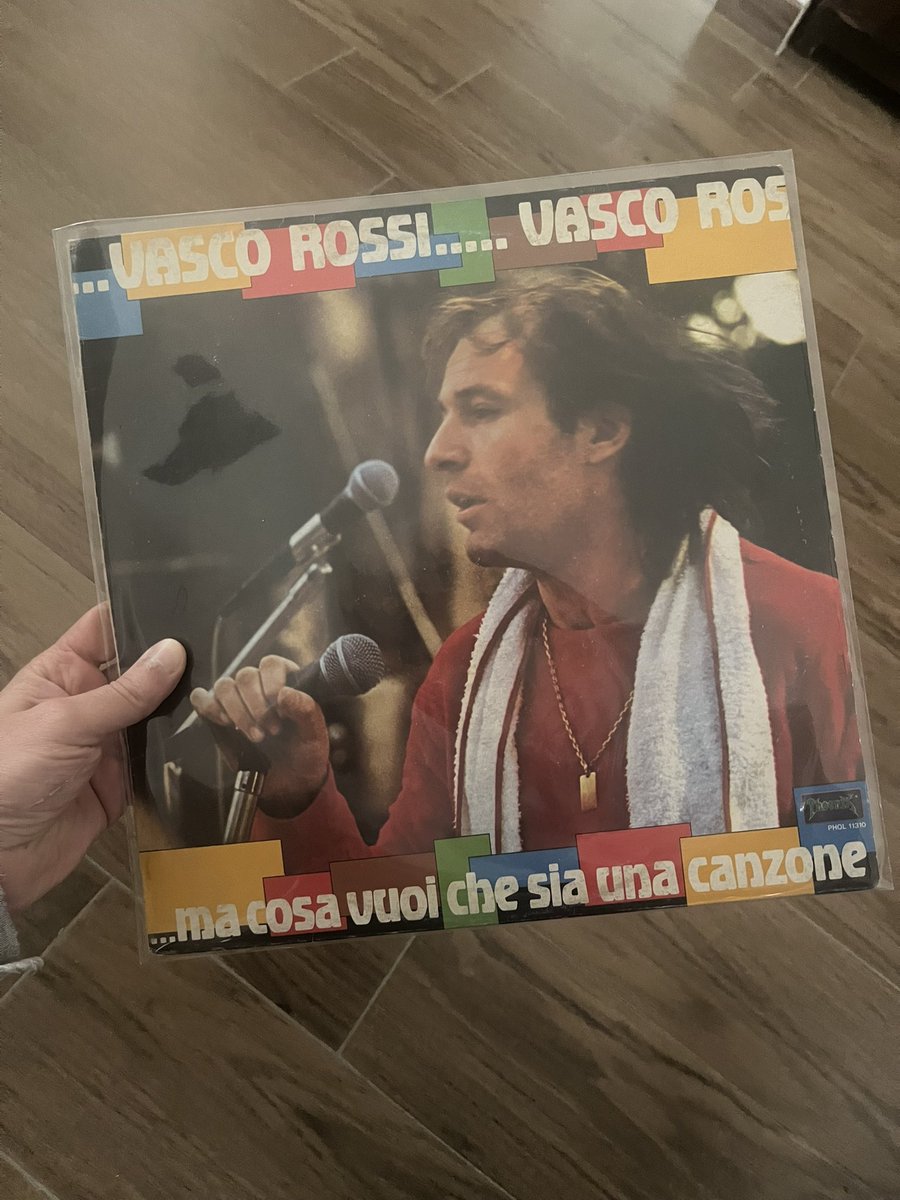 ...VASCO ROSSI..... VASCO ROS
Phoenix
PHOL 11310
...ma cosa vuoi che sia una canzone